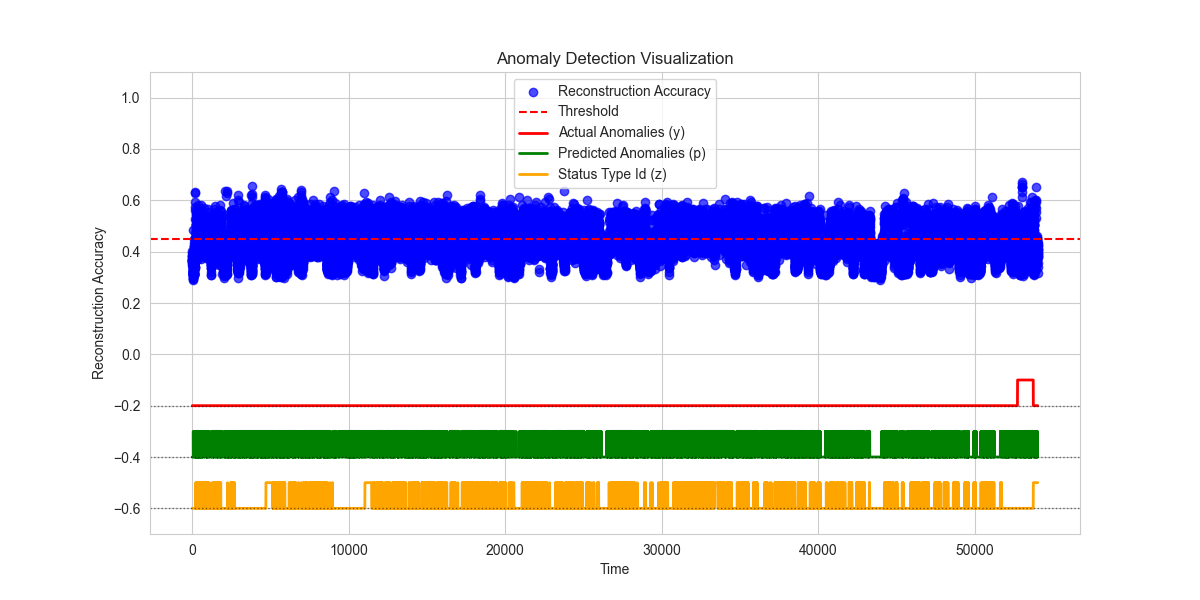 Anomaly Detection Visualization
Reconstruction Accuracy
Threshold
Actual Anomalies (y)
Predicted Anomalies (p)
Status Type Id (z)
Reconstruction Accuracy
1.0
0.8
0.6
0.4
0.2
0.0
−0.2
−0.4
−0.6
0 10000 20000 30000 40000 50000
Time